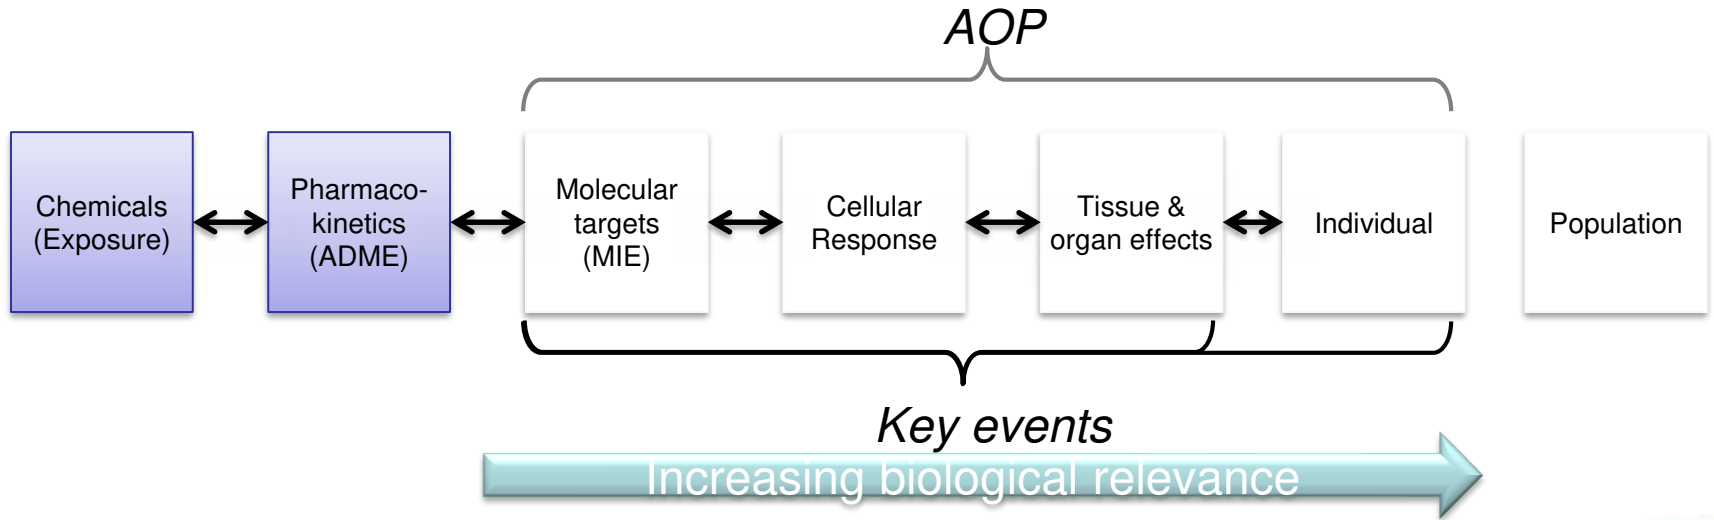 AOP
Chemicals
(Exposure)
Pharmaco-
kinetics
(ADME)
Molecular
targets
(MIE)
Cellular
Response
Tissue &
organ effects
Individual
Population
Key events
Increasing biological relevance